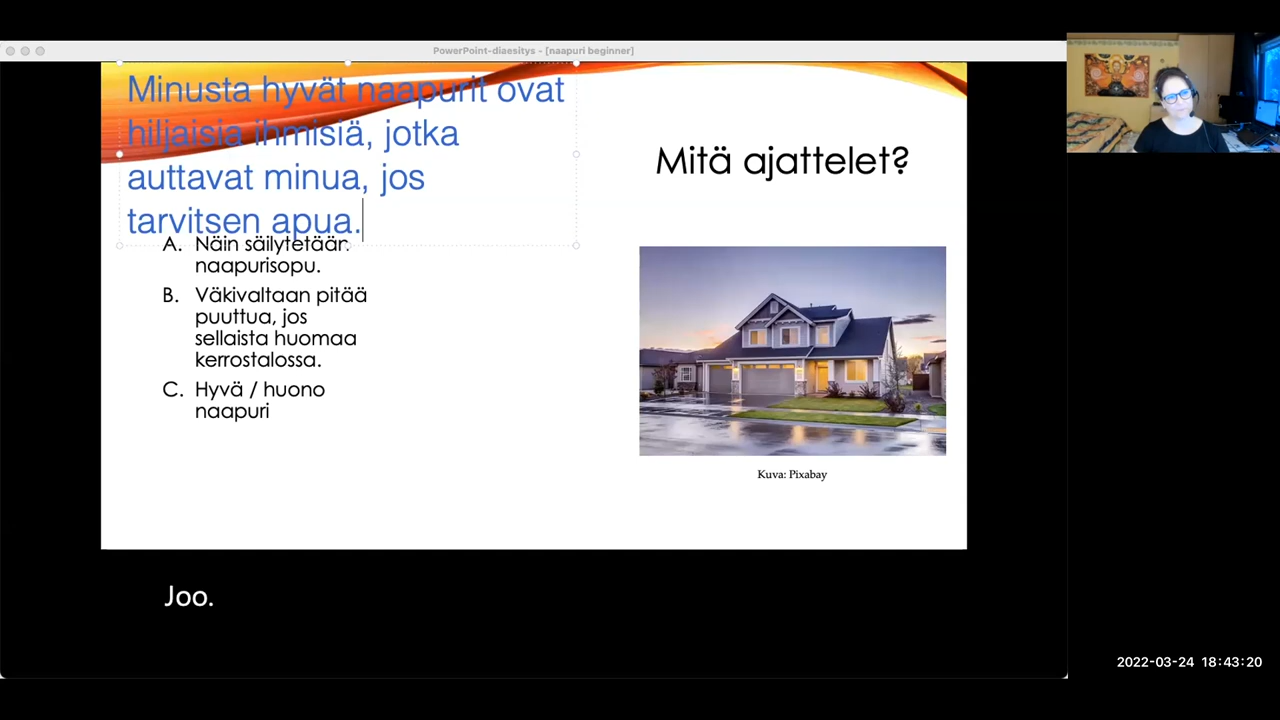 PowerPoint-diaesitys - [naapuri beginner]
Minusta hyvät naapurit ovat
hiljaisia ihmisiä, jotka
auttavat minua, jos
tarvitsen apua.
Mitä ajattelet?
A. Näin säilytetään
naapurisopu.
B. Väkivaltaan pitää
puuttua, jos
sellaista huomaa
kerrostalossa.
C. Hyvä / huono
naapuri
Kuva: Pixabay
Joo.
2022-03-24 18:43:20